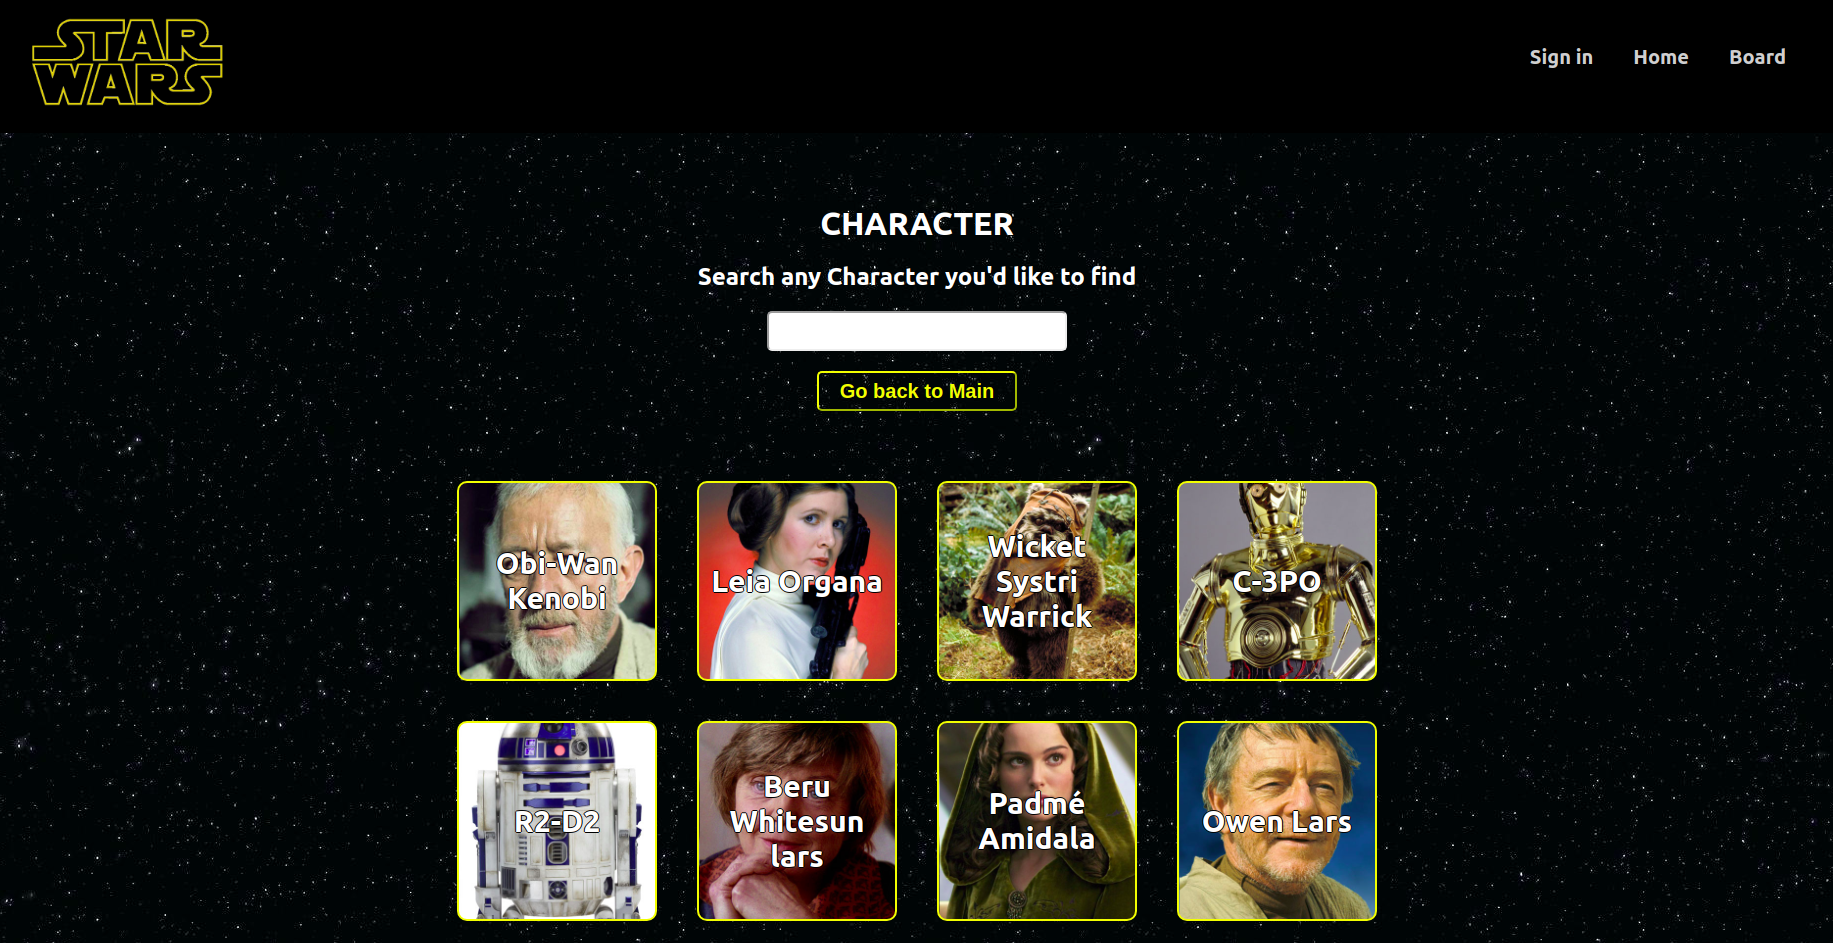 STAR
WARS
Sign in Home Board
CHARACTER
Search any Character you'd like to find
Go back to Main
Obi-Wan
Kenobi
Leia Organa
Wicket
Systri
Warrick
C-3PO
R2-D2
Beru
Whitesun
lars
Padmé
Amidala
Owen Lars